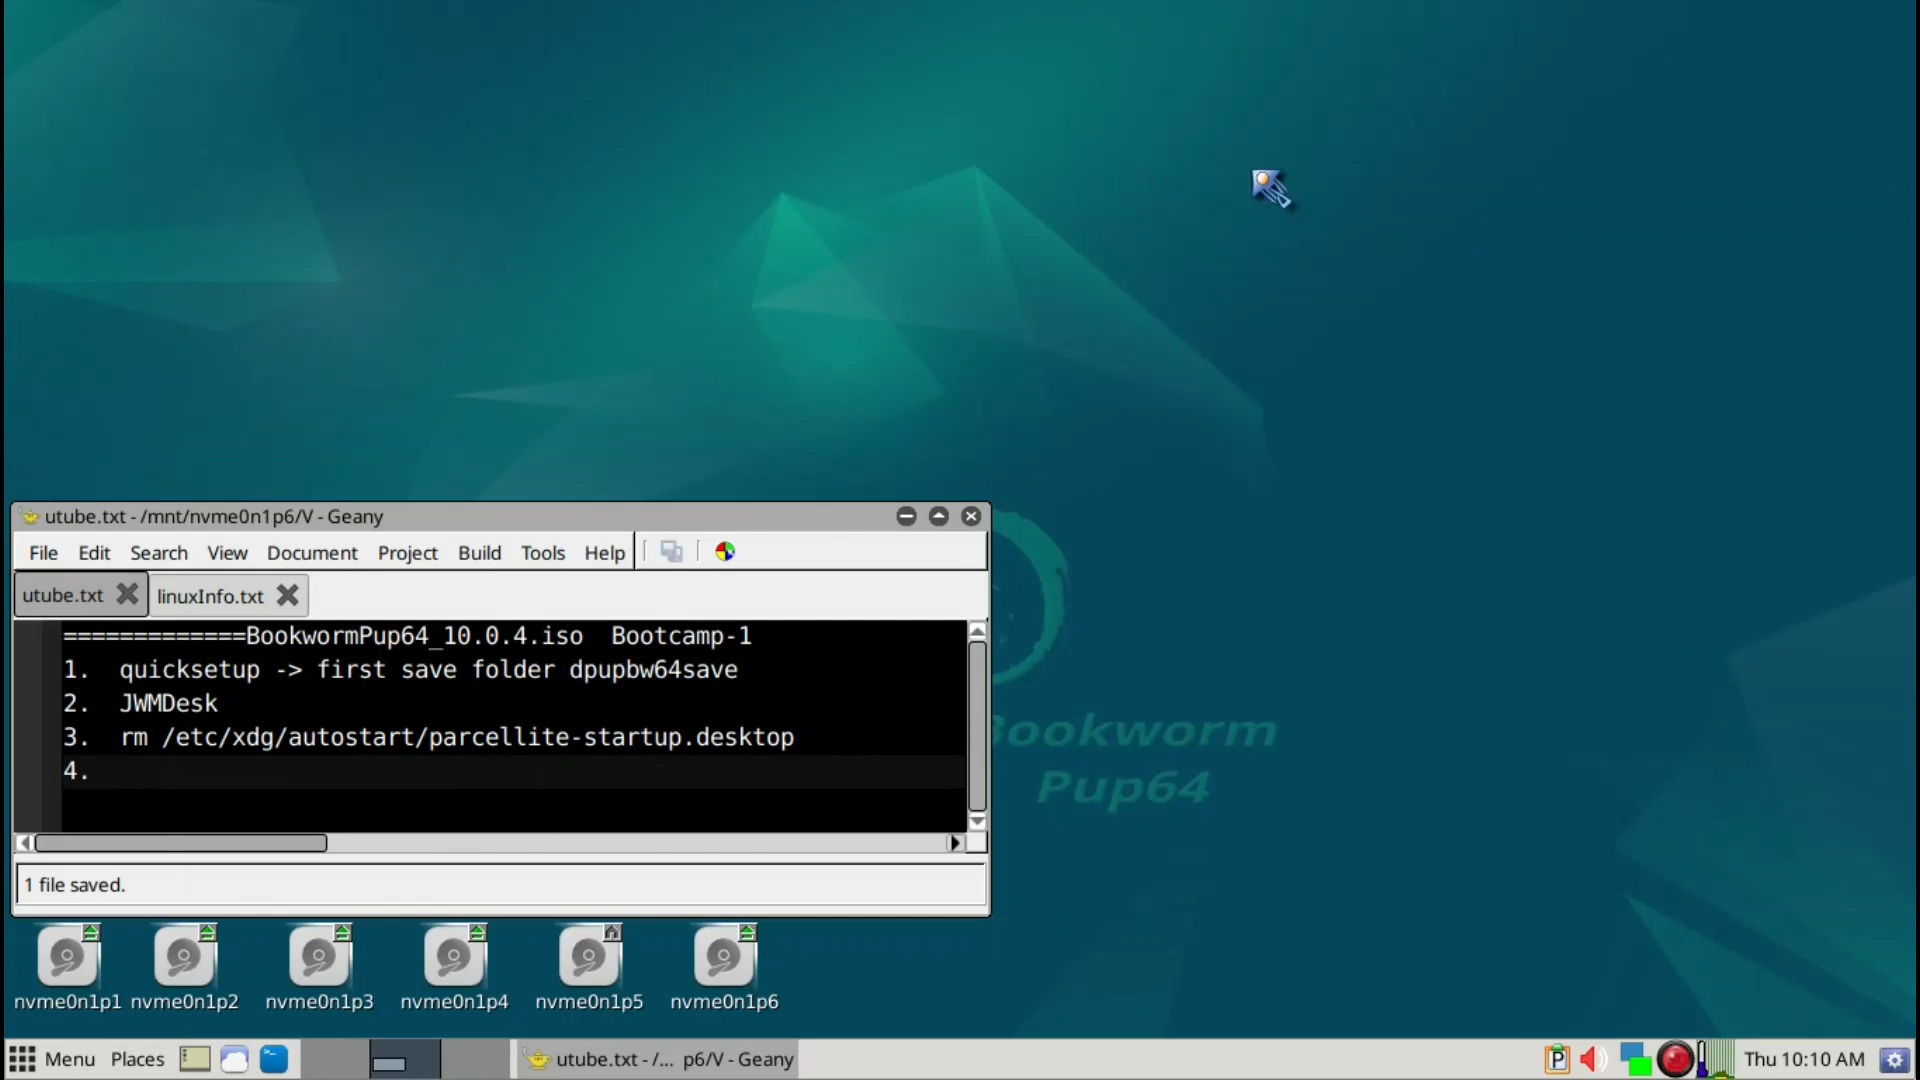 utube.txt - /mnt/nvme0n1p6/V - Geany
File Edit Search View Document Project Build Tools Help
utube.txt linuxInfo.txt
=============BookwormPup64_10.0.4.iso  Bootcamp-1
1.  quicksetup -> first save folder dpupbw64save
2.  JWMDesk
3.  rm /etc/xdg/autostart/parcellite-startup.desktop
4.
1 file saved.
Bookworm
Pup64
nvme0n1p1 nvme0n1p2 nvme0n1p3 nvme0n1p4 nvme0n1p5 nvme0n1p6
Menu Places utube.txt - /... p6/V - Geany P Thu 10:10 AM